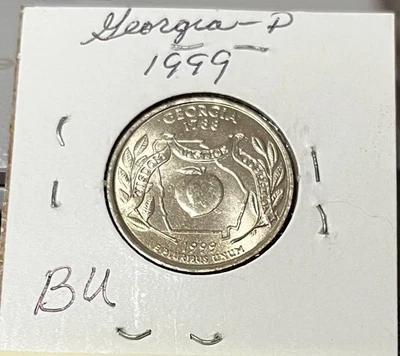 Georgia-P
1999
GEORGIA
1788
WISDOM JUSTICE MODERATION
1999
E PLURIBUS UNUM
BU